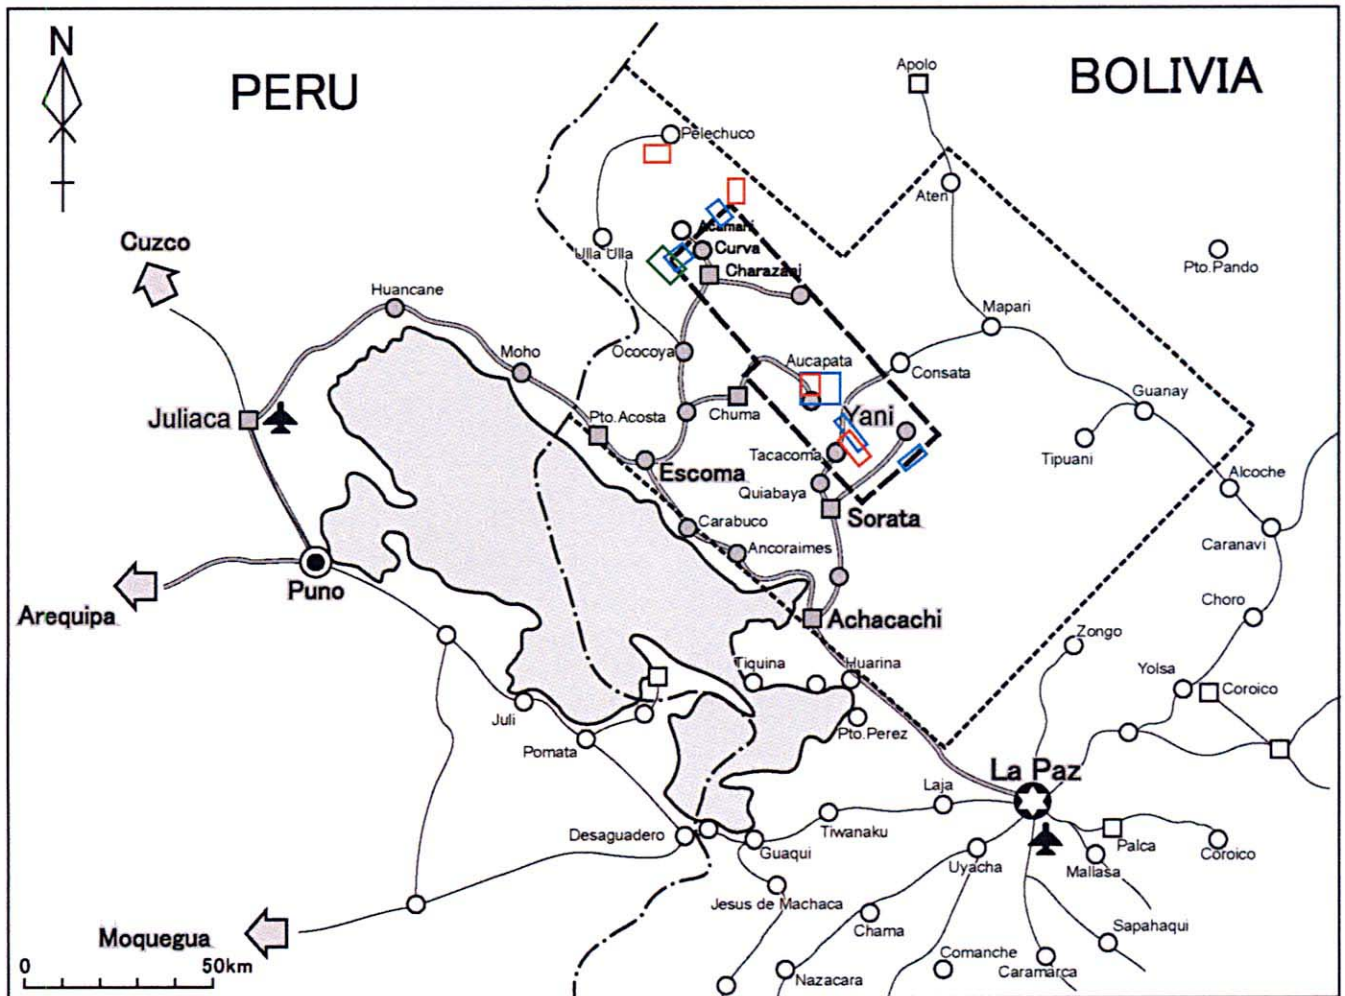 N
PERU
BOLIVIA
Apolo
Pelechuco
Aten
Cuzco
Acamani
Ulla Ulla
Curva
Charazani
Pto.Pando
Huancane
Mapari
Moho
Ococoya
Aucapata
Consata
Guanay
Juliaca
Pto.Acosta
Chuma
Yani
Tipuani
Escoma
Tacacoma
Quiabaya
Alcoche
Sorata
Carabuco
Caranavi
Ancoraimes
Puno
Arequipa
Achacachi
Choro
Zongo
Tiquina
Huarina
Yolsa
Coroico
Juli
Pto.Perez
Pomata
La Paz
Laja
Desaguadero
Tiwanaku
Guaqui
Uyacha
Palca
Mallasa
Coroico
Jesus de Machaca
Moquegua
Chama
Sapahaqui
Comanche
Caramarca
Nazacara
0 50km